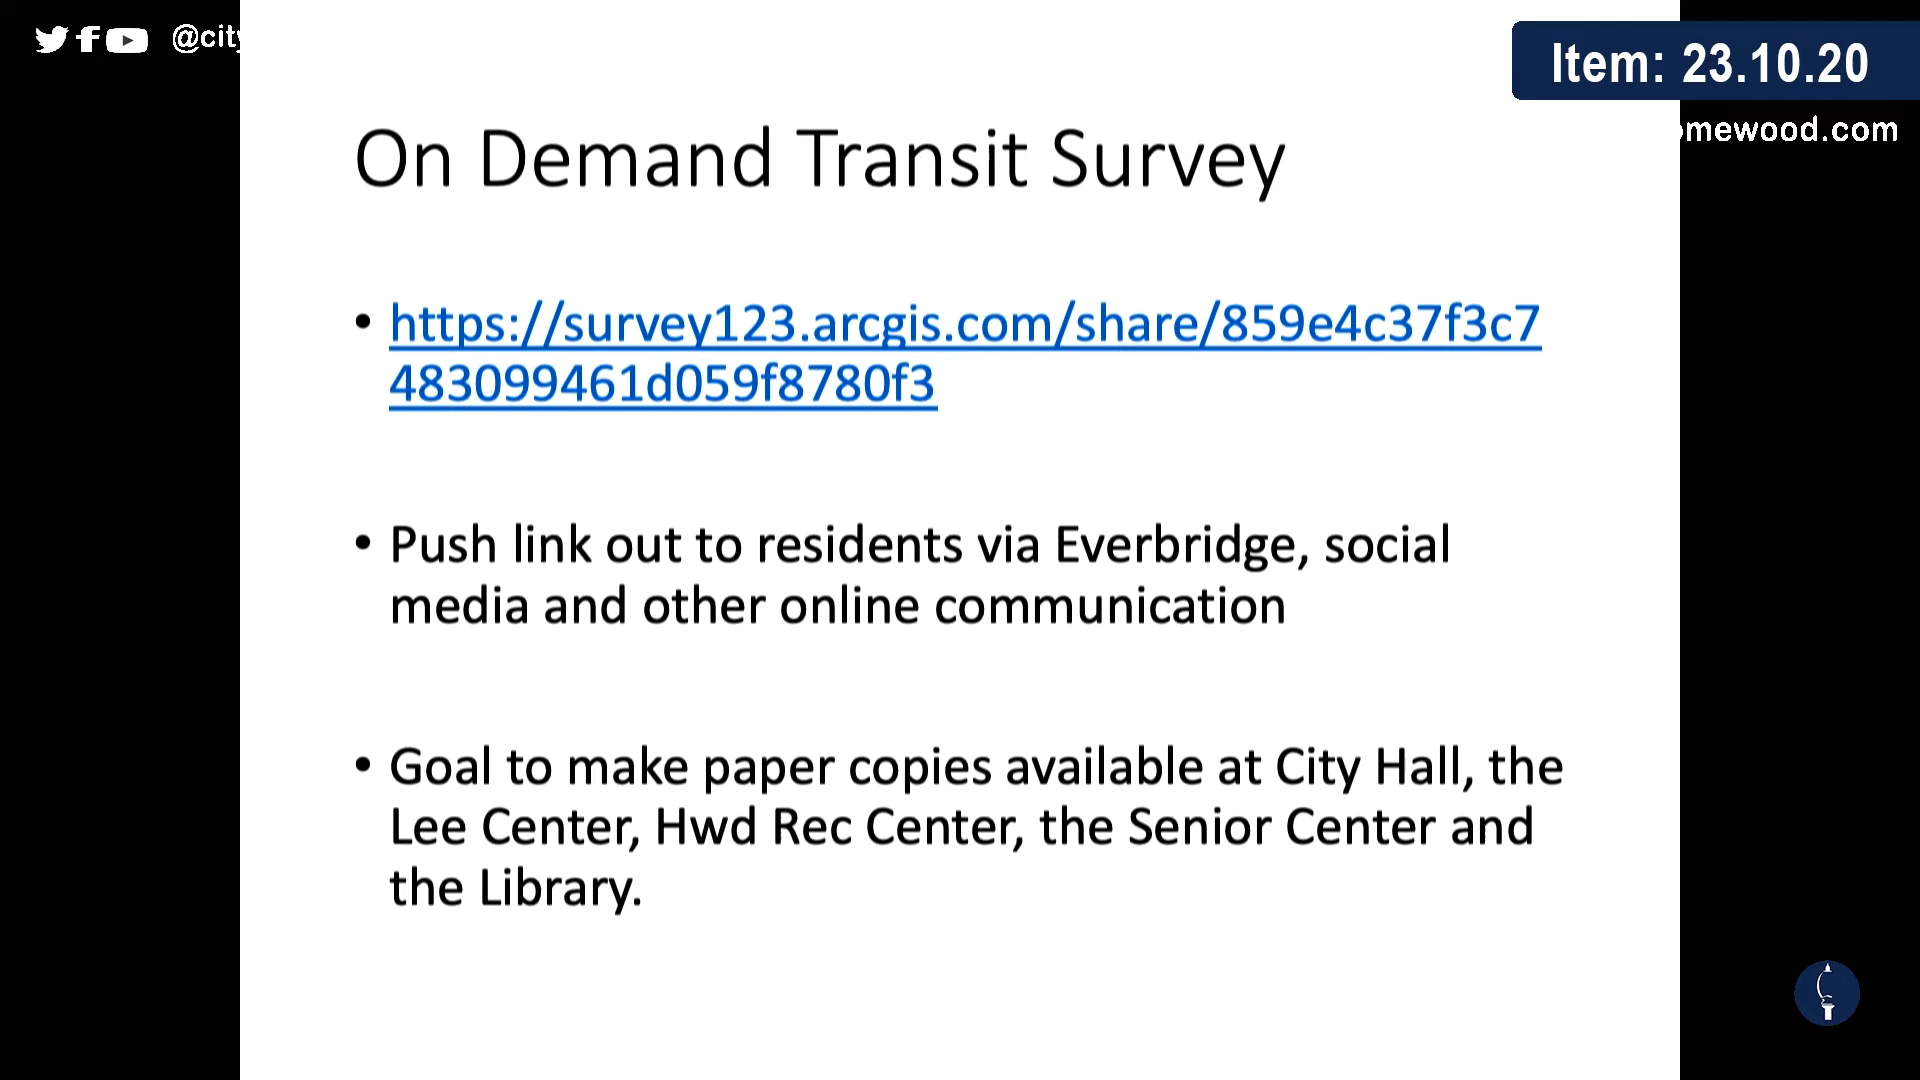 @city
Item: 23.10.20
omewood.com
On Demand Transit Survey
• https://survey123.arcgis.com/share/859e4c37f3c7
483099461d059f8780f3
• Push link out to residents via Everbridge, social
media and other online communication
• Goal to make paper copies available at City Hall, the
Lee Center, Hwd Rec Center, the Senior Center and
the Library.